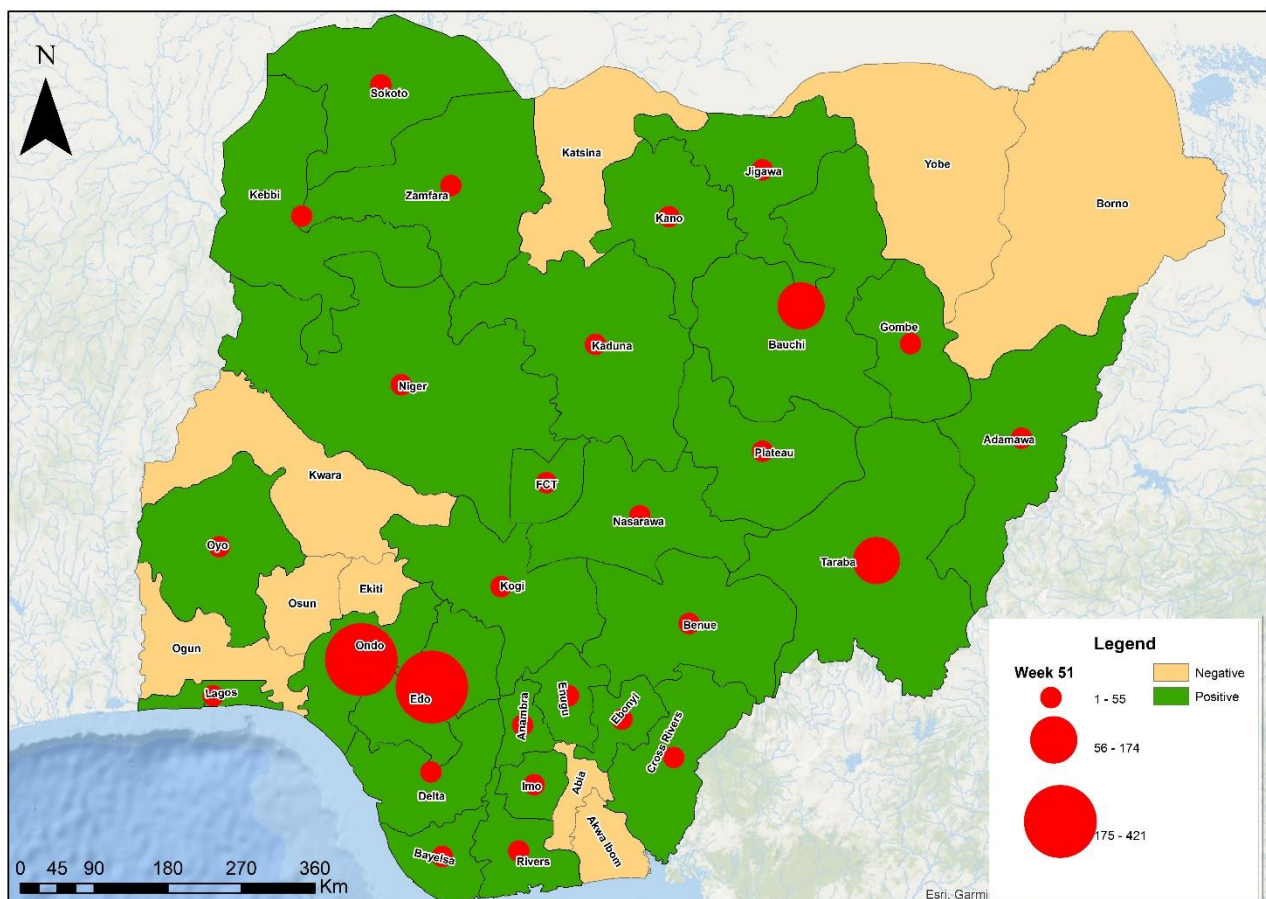 N
Sokoto
Katsina
Yobe
Jigawa
Kebbi
Zamfara
Borno
Kano
Gombe
Kaduna
Bauchi
Niger
Adamawa
Plateau
Kwara
FCT
Nasarawa
Oyo
Taraba
Kogi
Ekiti
Osun
Benue
Ogun
Ondo
Edo
Lagos
Anambra
Enugu
Ebonyi
Cross Rivers
Delta
Imo
Abia
Akwa Ibom
Bayelsa
Rivers
Legend
Week 51
1 - 55
56 - 174
175 - 421
Negative
Positive
0 45 90 180 270 360
Km
Esri, Garmi